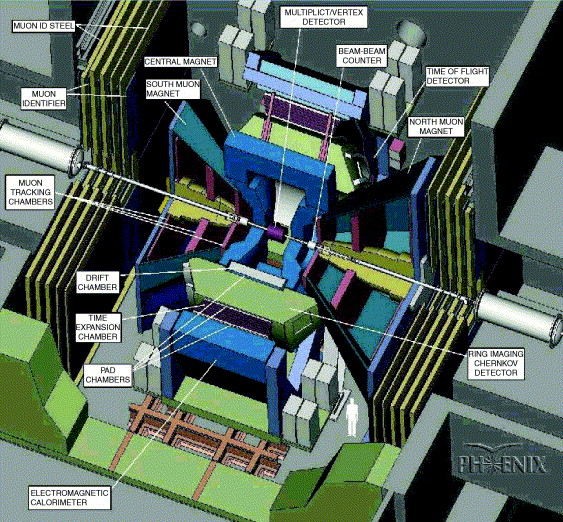 MULTIPLICT/VERTEX
DETECTOR
MUON ID STEEL
BEAM-BEAM
COUNTER
CENTRAL MAGNET
TIME OF FLIGHT
DETECTOR
SOUTH MUON
MAGNET
MUON
IDENTIFIER
NORTH MUON
MAGNET
MUON
TRACKING
CHAMBERS
DRIFT
CHAMBER
TIME
EXPANSION
CHAMBER
RING IMAGING
CHERNKOV
DETECTOR
PAD
CHAMBERS
PHENIX
ELECTROMAGNETIC
CALORIMETER